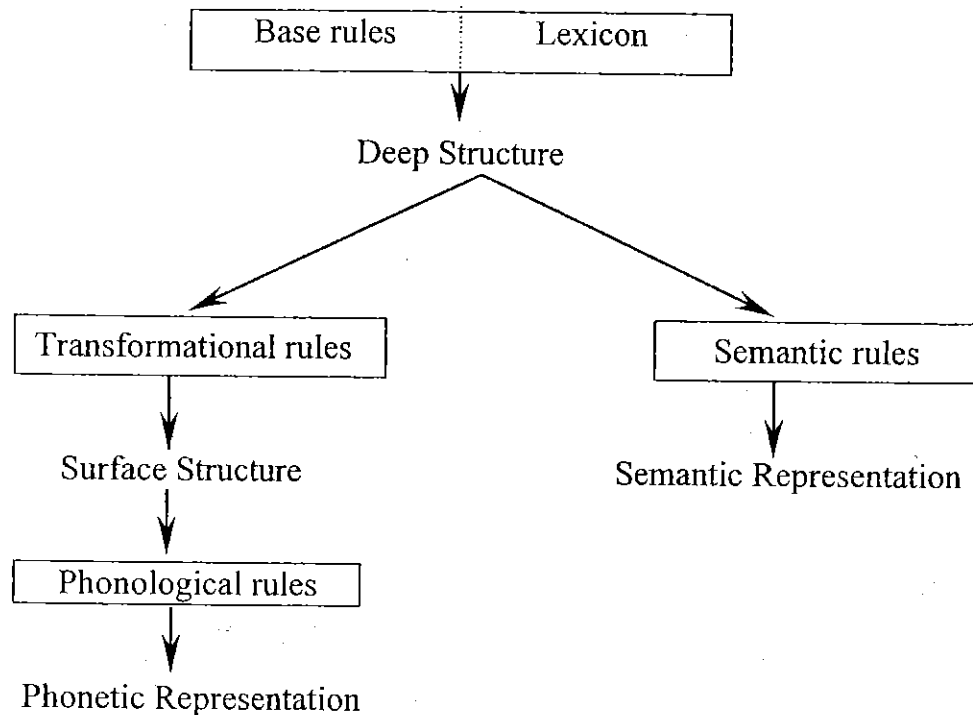 Base rules Lexicon
Deep Structure
Transformational rules Semantic rules
Surface Structure Semantic Representation
Phonological rules
Phonetic Representation